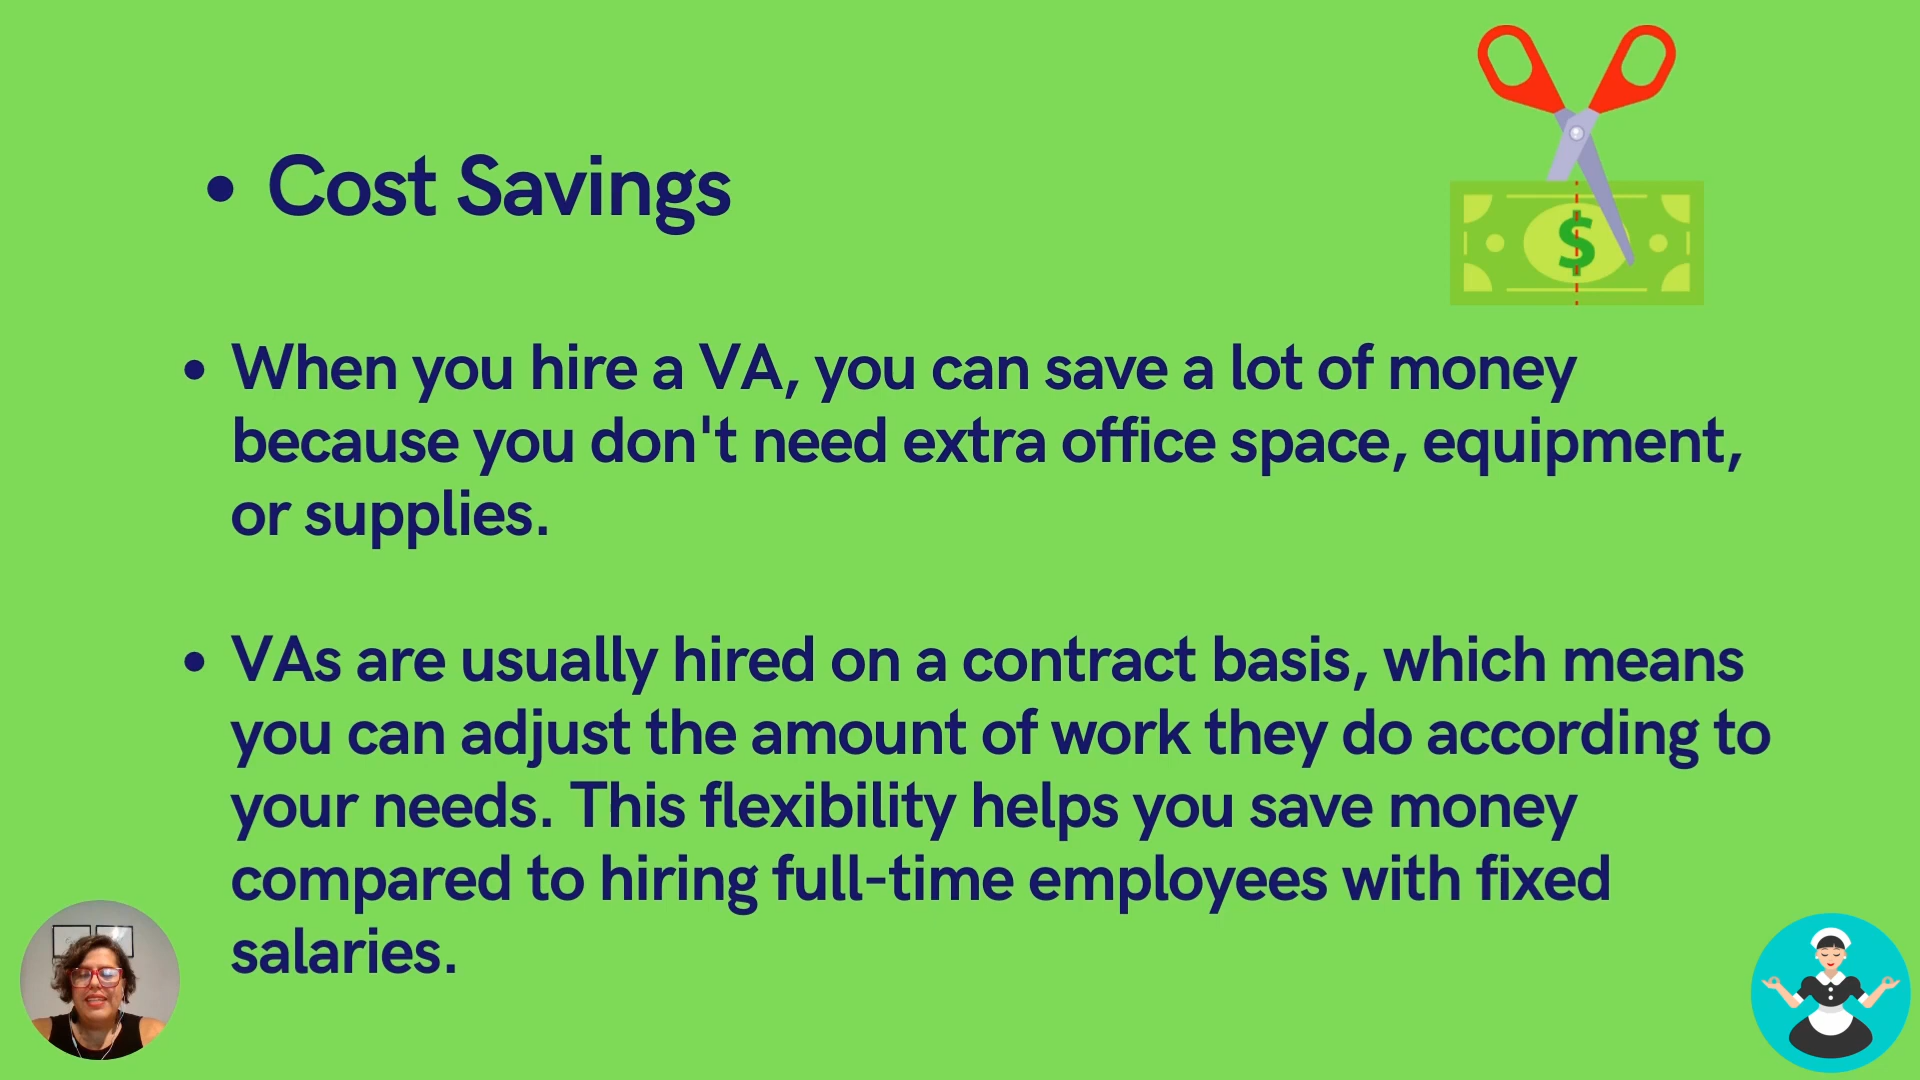 • Cost Savings
$
• When you hire a VA, you can save a lot of money
because you don't need extra office space, equipment,
or supplies.
• VAs are usually hired on a contract basis, which means
you can adjust the amount of work they do according to
your needs. This flexibility helps you save money
compared to hiring full-time employees with fixed
salaries.